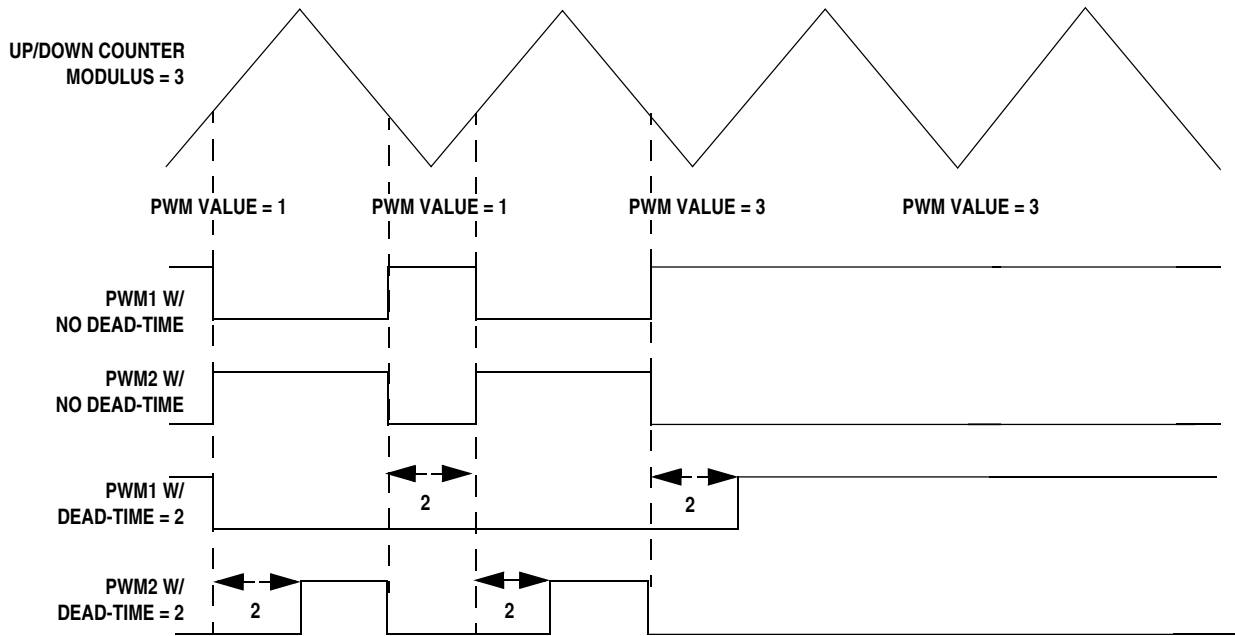 UP/DOWN COUNTER
MODULUS = 3
PWM VALUE = 1 PWM VALUE = 1 PWM VALUE = 3 PWM VALUE = 3
PWM1 W/
NO DEAD-TIME
PWM2 W/
NO DEAD-TIME
PWM1 W/
DEAD-TIME = 2
2 2
PWM2 W/
DEAD-TIME = 2
2 2